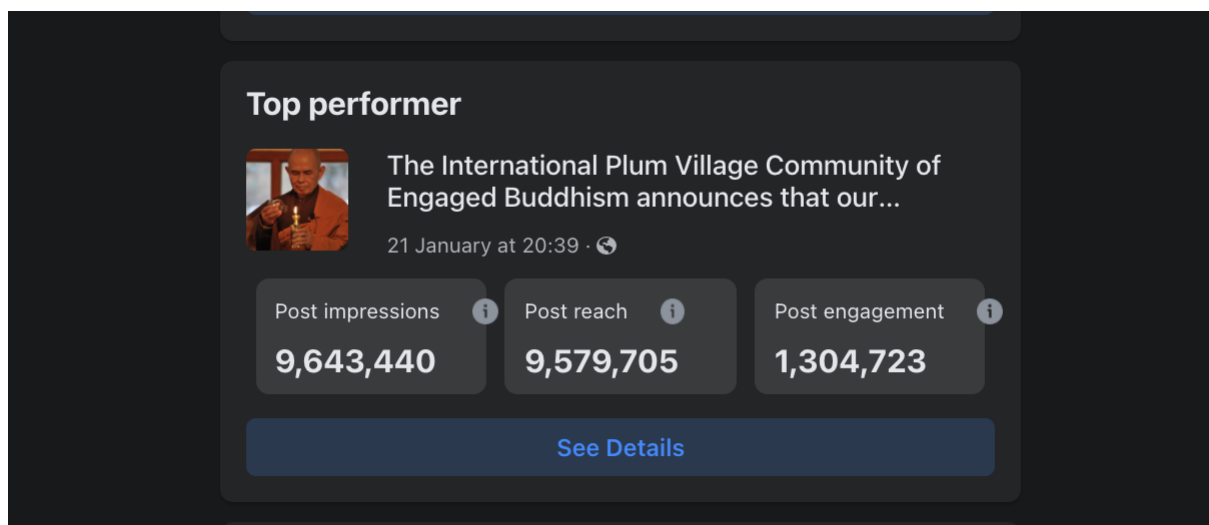 Top performer
The International Plum Village Community of
Engaged Buddhism announces that our...
21 January at 20:39 ·
Post impressions
Post reach
Post engagement
9,643,440
9,579,705
1,304,723
See Details